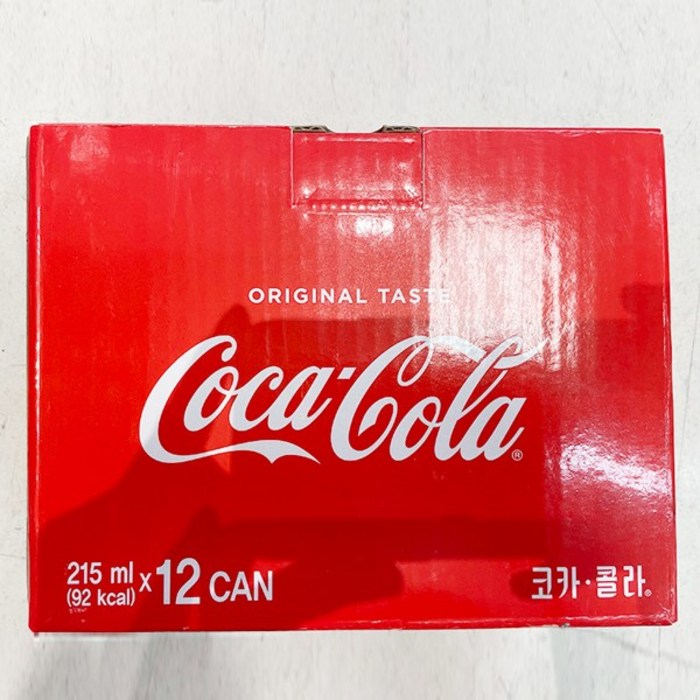 ORIGINAL TASTE
Coca-Cola®
215 ml x 12 CAN
(92 kcal)
코카·콜라®